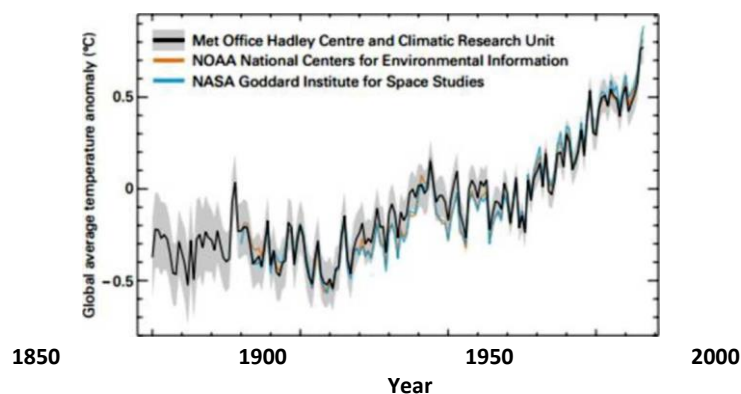 Met Office Hadley Centre and Climatic Research Unit
NOAA National Centers for Environmental Information
NASA Goddard Institute for Space Studies
Global average temperature anomaly (ºC)
0.5
0
−0.5
1850 1900 1950 2000
Year